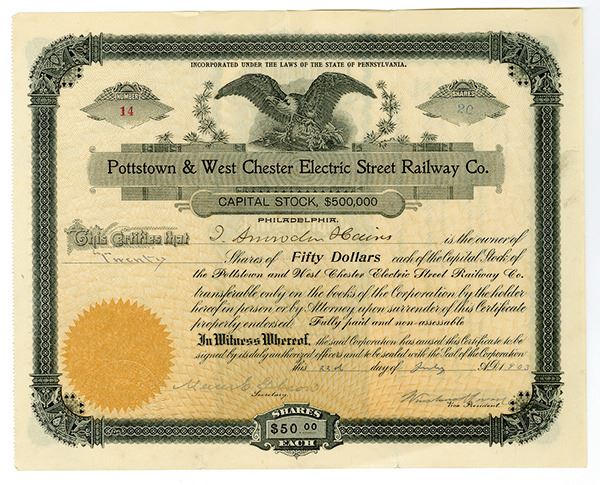 INCORPORATED UNDER THE LAWS OF THE STATE OF PENNSYLVANIA.
NUMBER
14
SHARES
20
Pottstown & West Chester Electric Street Railway Co.
CAPITAL STOCK, $500,000
PHILADELPHIA.
This Certifies that J. Snowden Hains is the owner of
Twenty Shares of Fifty Dollars each of the Capital Stock of
the Pottstown and West Chester Electric Street Railway Co.
transferable only on the books of the Corporation by the holder
hereof in person or by Attorney upon surrender of this Certificate
properly endorsed. Fully paid and non-assessable
In Witness Whereof, the said Corporation has caused this Certificate to be
signed by its duly authorized officers and to be sealed with the Seal of the Corporation
this 22d day of July A.D. 1903
Secretary
Vice President
SHARES
$50.00
EACH